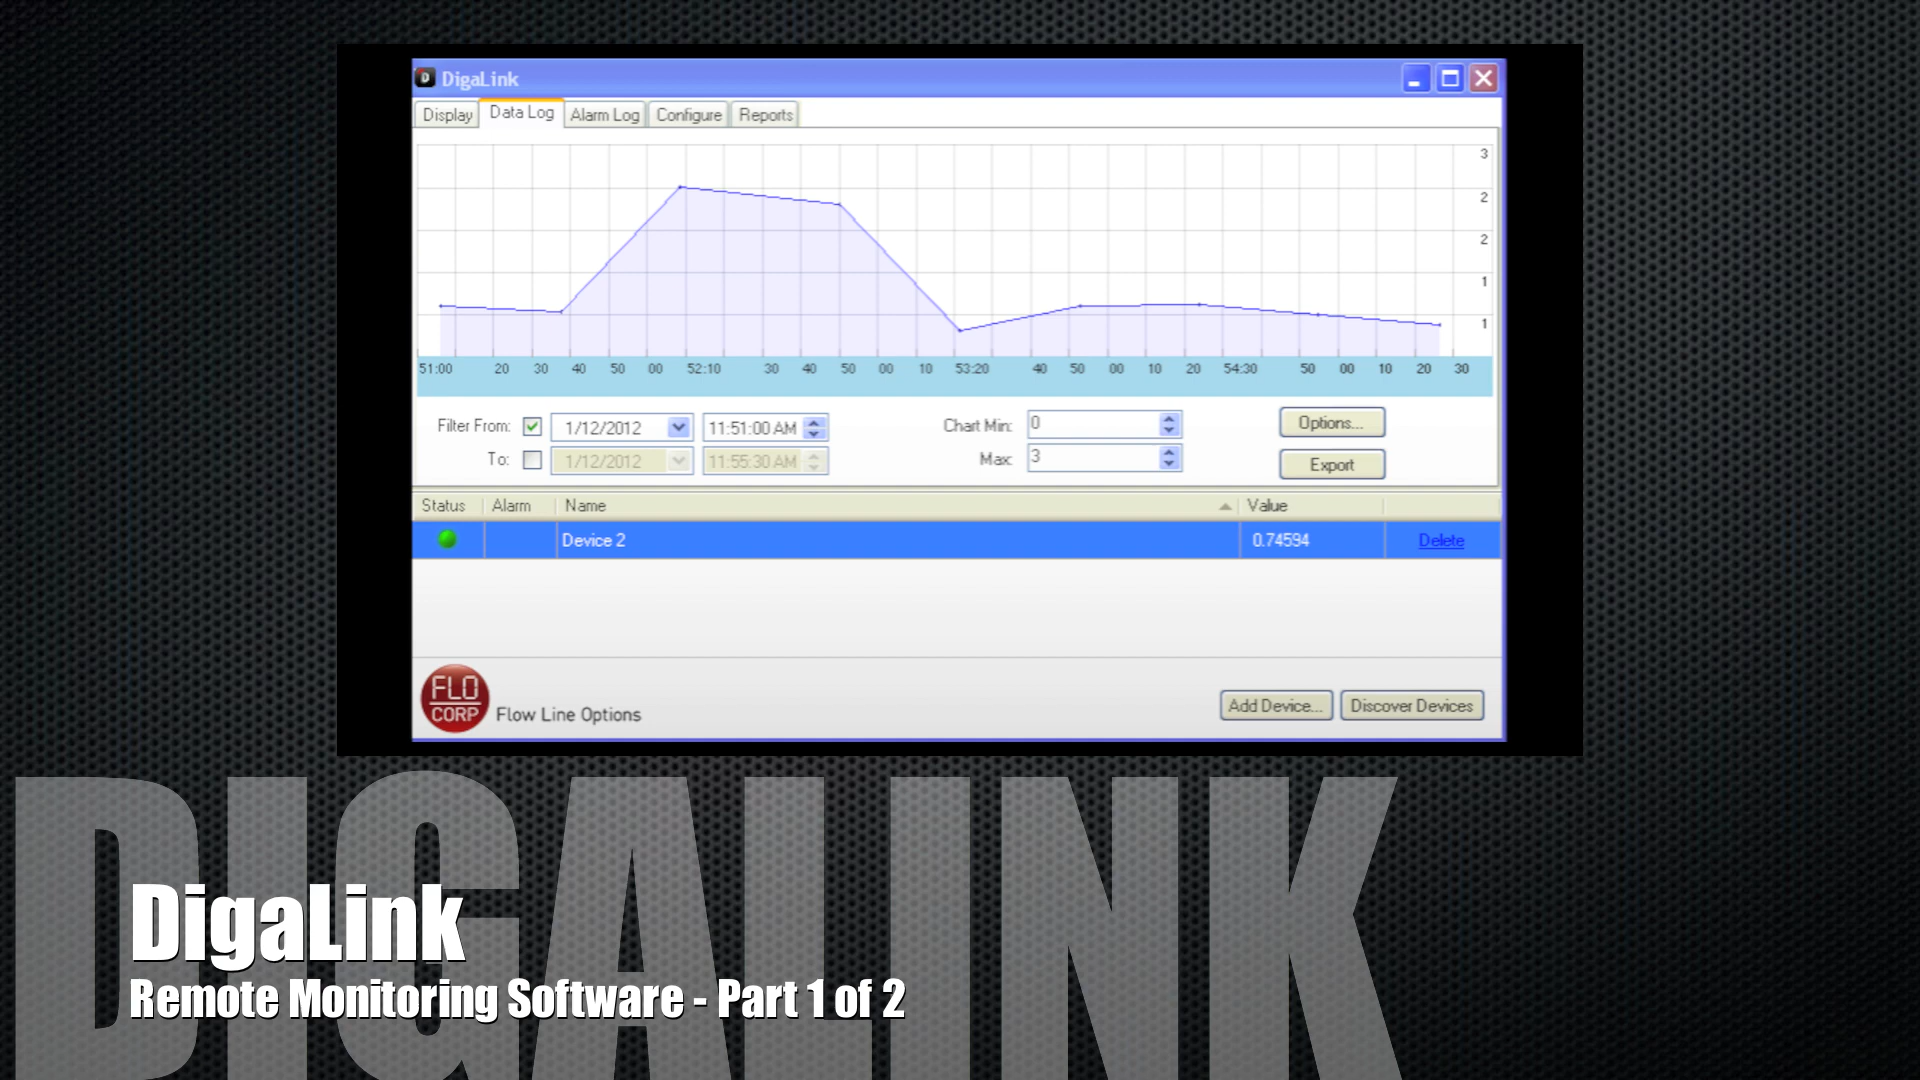 DigaLink
Display Data Log Alarm Log Configure Reports
3
2
2
1
1
51:00 20 30 40 50 00 52:10 30 40 50 00 10 53:20 40 50 00 10 20 54:30 50 00 10 20 30
Filter From: 1/12/2012 11:51:00 AM Chart Min: 0 Options...
To: 1/12/2012 11:55:30 AM Max: 3 Export
Status Alarm Name Value
Device 2 0.74594 Delete
FLO
CORP Flow Line Options Add Device... Discover Devices
DIGALINK
DigaLink
Remote Monitoring Software - Part 1 of 2